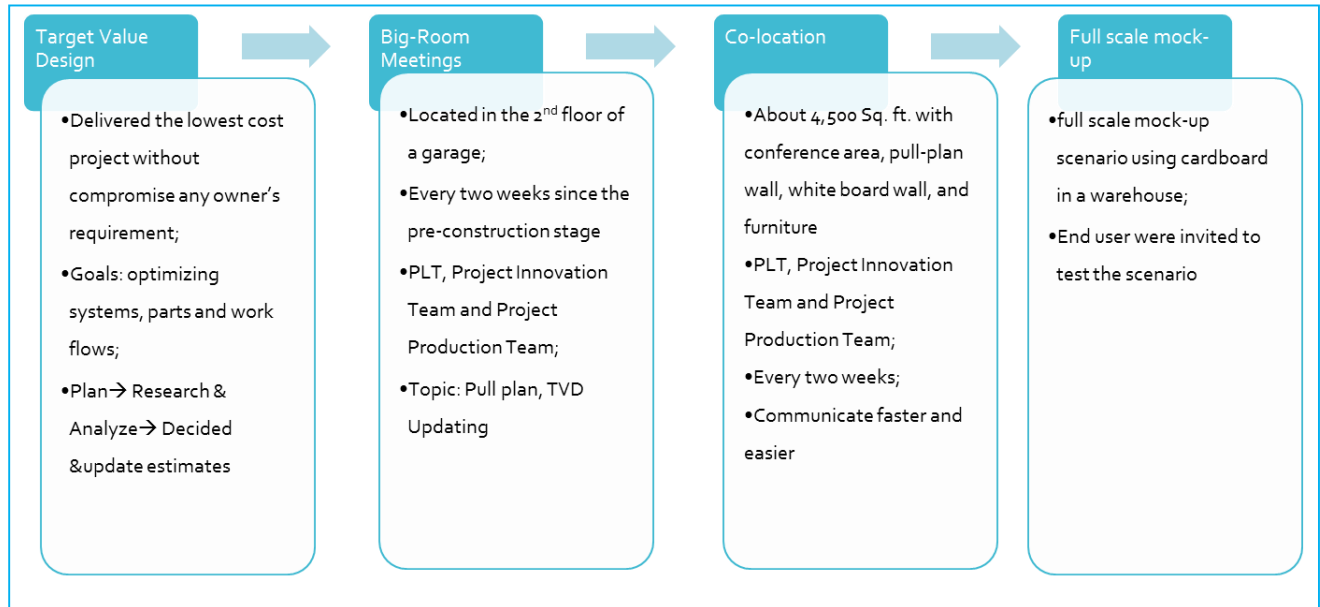 Target Value
Design
•Delivered the lowest cost
project without
compromise any owner’s
requirement;
•Goals: optimizing
systems, parts and work
flows;
•Plan→ Research &
Analyze→ Decided
&update estimates
Big-Room
Meetings
•Located in the 2nd floor of
a garage;
•Every two weeks since the
pre-construction stage
•PLT, Project Innovation
Team and Project
Production Team;
•Topic: Pull plan, TVD
Updating
Co-location
•About 4,500 Sq. ft. with
conference area, pull-plan
wall, white board wall, and
furniture
•PLT, Project Innovation
Team and Project
Production Team;
•Every two weeks;
•Communicate faster and
easier
Full scale mock-
up
•full scale mock-up
scenario using cardboard
in a warehouse;
•End user were invited to
test the scenario